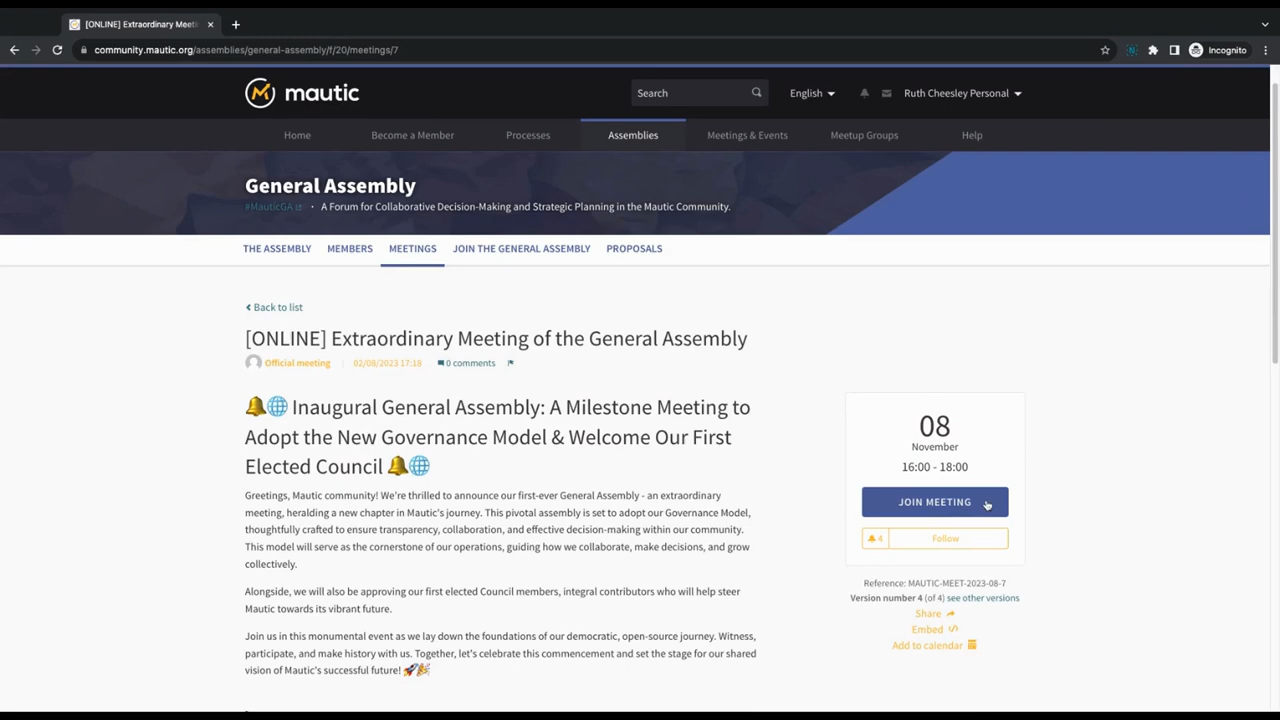 [ONLINE] Extraordinary Meeti
community.mautic.org/assemblies/general-assembly/f/20/meetings/7
Incognito
mautic
Search
English
Ruth Cheesley Personal
Home
Become a Member
Processes
Assemblies
Meetings & Events
Meetup Groups
Help
General Assembly
#MauticGA · A Forum for Collaborative Decision-Making and Strategic Planning in the Mautic Community.
THE ASSEMBLY
MEMBERS
MEETINGS
JOIN THE GENERAL ASSEMBLY
PROPOSALS
Back to list
[ONLINE] Extraordinary Meeting of the General Assembly
Official meeting
02/08/2023 17:18
0 comments
🔔🌐 Inaugural General Assembly: A Milestone Meeting to
Adopt the New Governance Model & Welcome Our First
Elected Council 🔔🌐
Greetings, Mautic community! We're thrilled to announce our first-ever General Assembly - an extraordinary
meeting, heralding a new chapter in Mautic's journey. This pivotal assembly is set to adopt our Governance Model,
thoughtfully crafted to ensure transparency, collaboration, and effective decision-making within our community.
This model will serve as the cornerstone of our operations, guiding how we collaborate, make decisions, and grow
collectively.
Alongside, we will also be approving our first elected Council members, integral contributors who will help steer
Mautic towards its vibrant future.
Join us in this monumental event as we lay down the foundations of our democratic, open-source journey. Witness,
participate, and make history with us. Together, let's celebrate this commencement and set the stage for our shared
vision of Mautic's successful future! 🚀🎉
08
November
16:00 - 18:00
JOIN MEETING
4
Follow
Reference: MAUTIC-MEET-2023-08-7
Version number 4 (of 4) see other versions
Share
Embed
Add to calendar